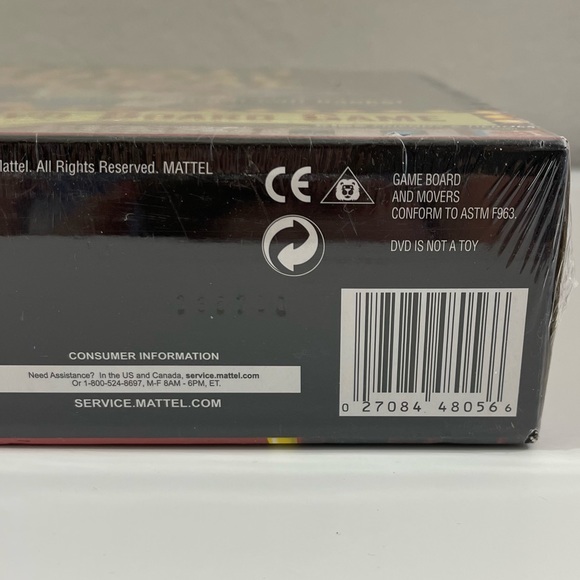 GAME
Mattel. All Rights Reserved. MATTEL
CE
GAME BOARD
AND MOVERS
CONFORM TO ASTM F963.
DVD IS NOT A TOY
CONSUMER INFORMATION
Need Assistance? In the US and Canada, service.mattel.com
Or 1-800-524-8697, M-F 8AM - 6PM, ET.
SERVICE.MATTEL.COM
0 27084 48056 6